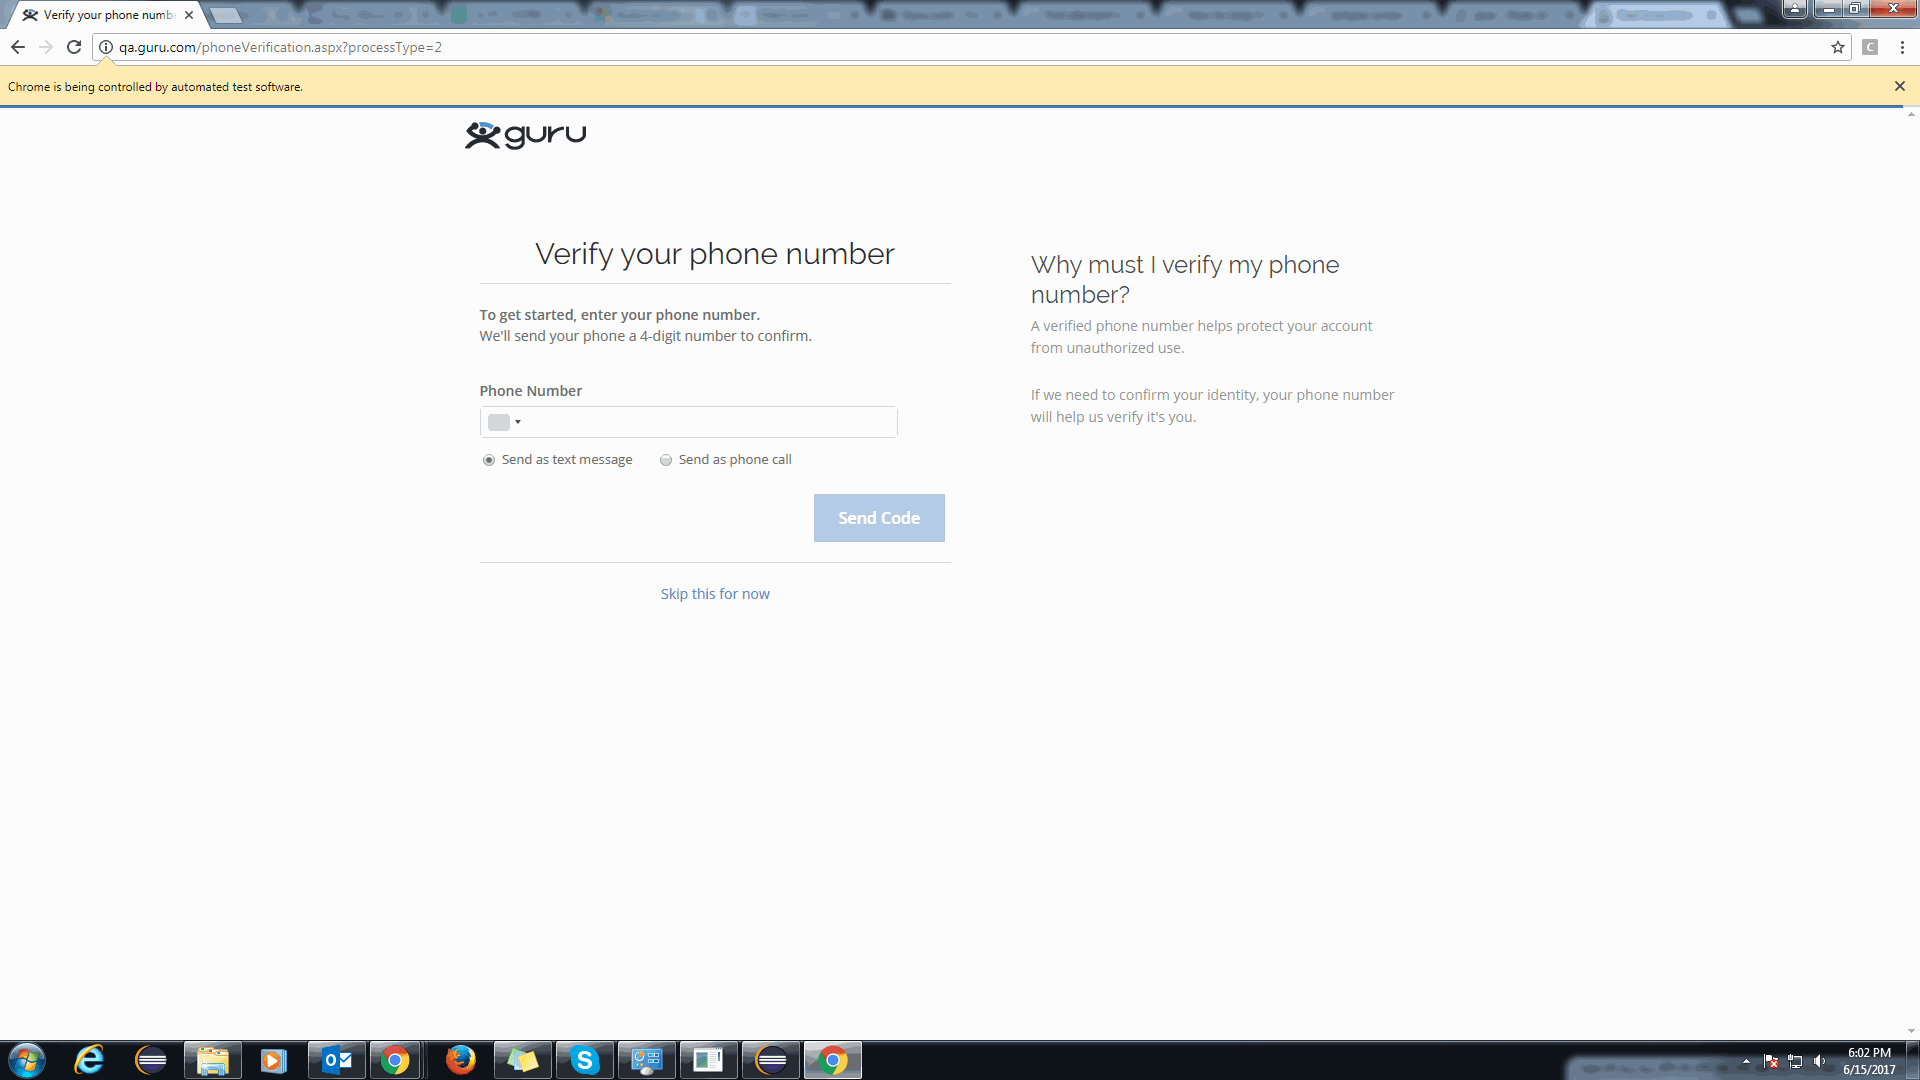 Verify your phone numbe
qa.guru.com/phoneVerification.aspx?processType=2
C
Chrome is being controlled by automated test software.
guru
Verify your phone number
To get started, enter your phone number.
We'll send your phone a 4-digit number to confirm.
Phone Number
Send as text message
Send as phone call
Send Code
Skip this for now
Why must I verify my phone
number?
A verified phone number helps protect your account
from unauthorized use.
If we need to confirm your identity, your phone number
will help us verify it's you.
6:02 PM
6/15/2017